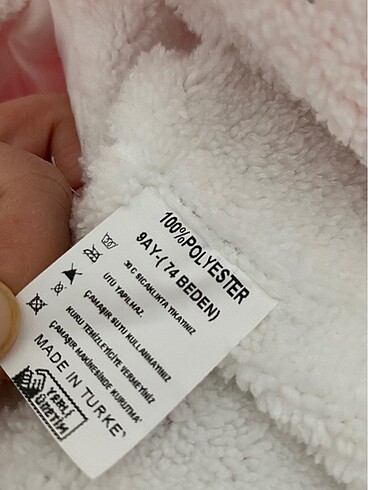 100%POLYESTER
9AY-(74 BEDEN)
30 C SICAKLIKTA YIKAYINIZ
ÜTÜ YAPILMAZ.
ÇAMAŞIR SUYU KULLANMAYINIZ
KURU TEMİZLEYİCİYE VERMEYİNİZ
ÇAMAŞIR MAKİNESİNDE KURUTMA
MADE IN TURKEY
YERLİ
ÜRETİM